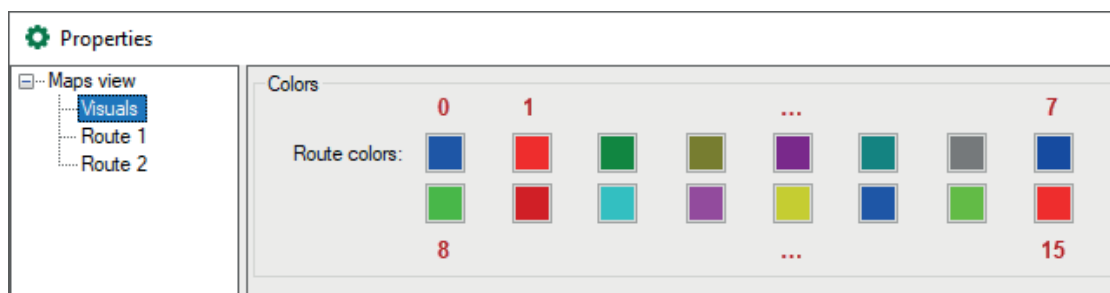 Properties
Maps view
Visuals
Route 1
Route 2
Colors
0 1 ... 7
Route colors:
8 ... 15